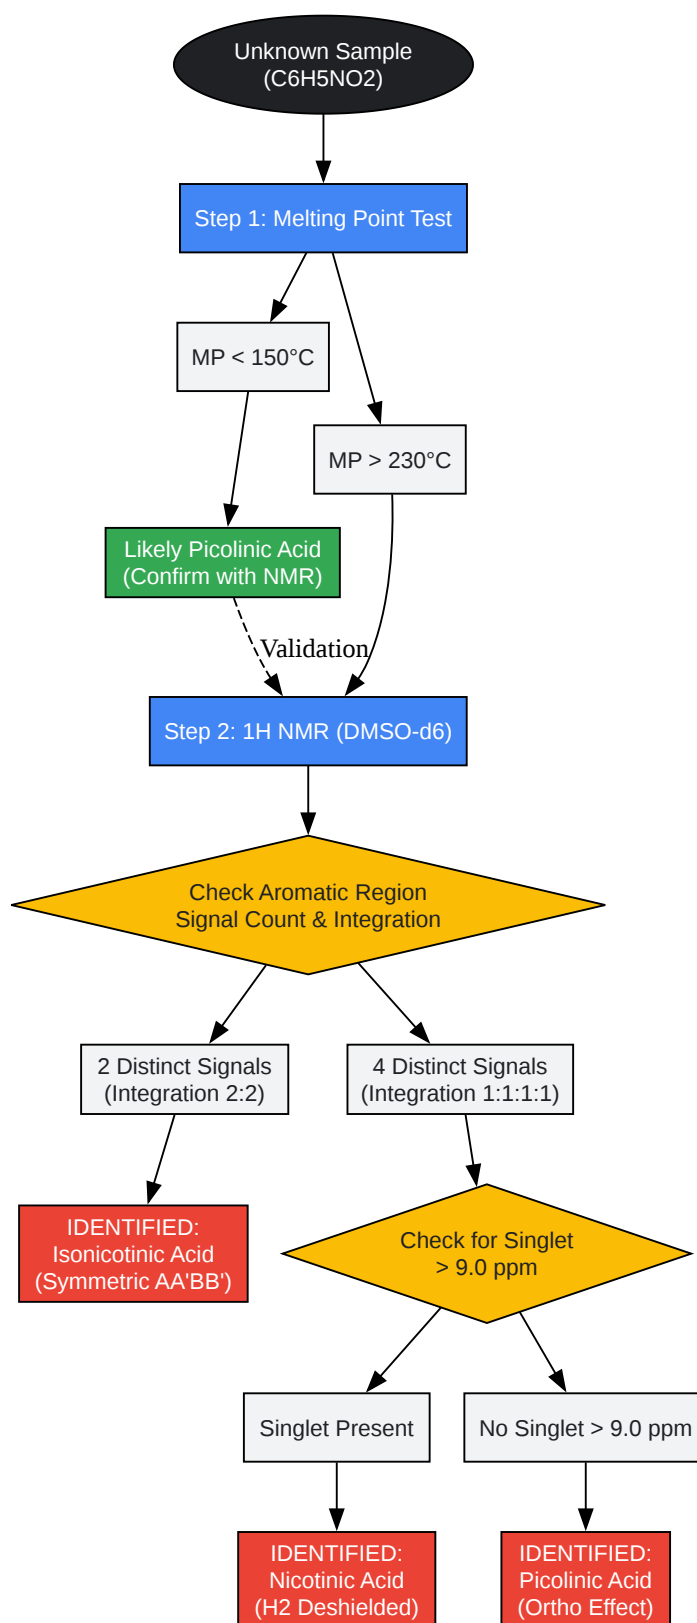 Unknown Sample
(C6H5NO2)
Step 1: Melting Point Test
MP < 150°C
MP > 230°C
Likely Picolinic Acid
(Confirm with NMR)
Validation
Step 2: 1H NMR (DMSO-d6)
Check Aromatic Region
Signal Count & Integration
2 Distinct Signals
(Integration 2:2)
4 Distinct Signals
(Integration 1:1:1:1)
IDENTIFIED:
Isonicotinic Acid
(Symmetric AA'BB')
Check for Singlet
> 9.0 ppm
Singlet Present
No Singlet > 9.0 ppm
IDENTIFIED:
Nicotinic Acid
(H2 Deshielded)
IDENTIFIED:
Picolinic Acid
(Ortho Effect)